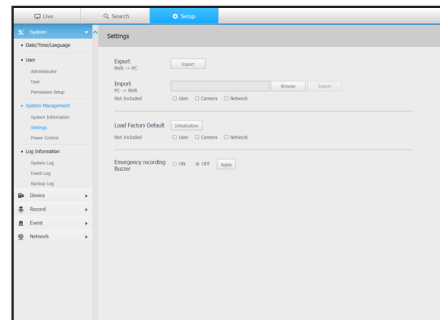 Live
Search
Setup
System
Date/Time/Language
User
Administrator
User
Permission Setup
System Management
System Information
Settings
Power Control
Log Information
System Log
Event Log
Backup Log
Device
Record
Event
Network
Settings
Export
NVR -> PC
Export
Import
PC -> NVR
Browse
Import
Not Included
User Camera Network
Load Factory Default
Initialization
Not Included
User Camera Network
Emergency recording
Buzzer
ON OFF Apply